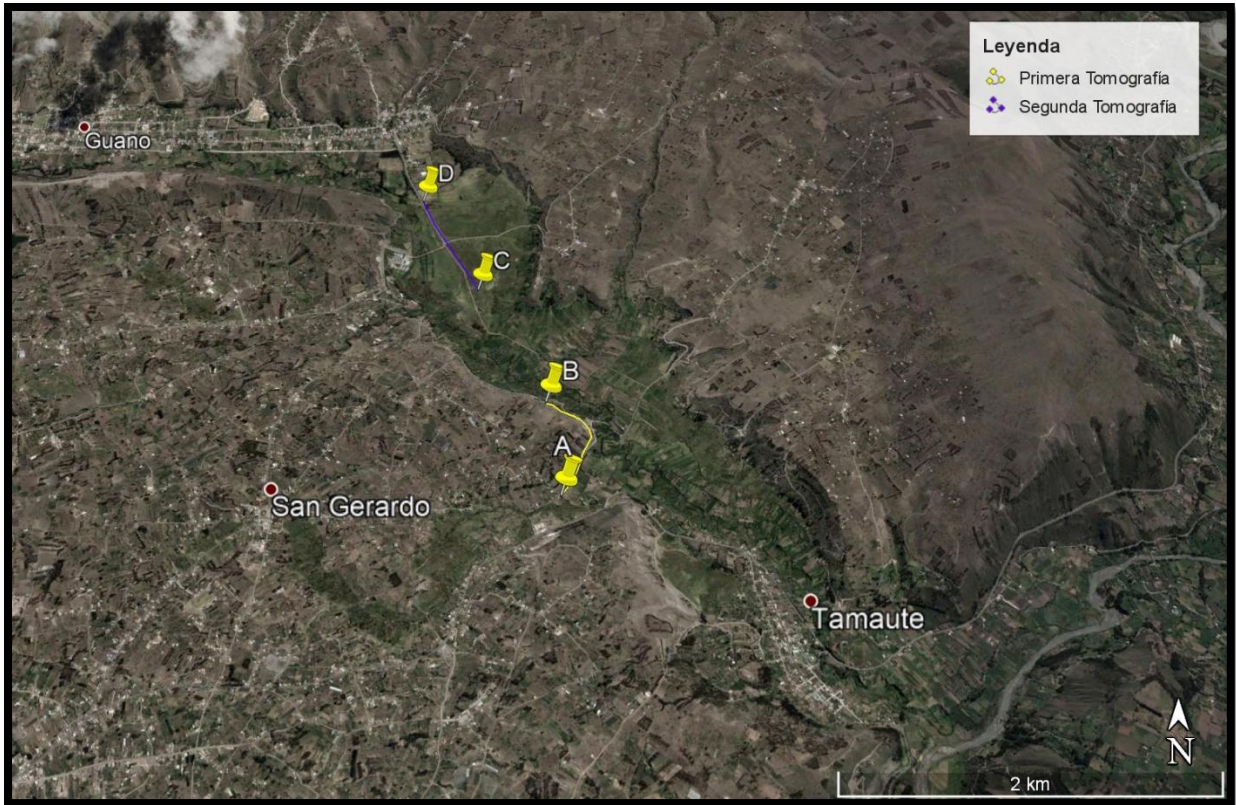 Leyenda
Primera Tomografía
Segunda Tomografía
Guano
D
C
B
A
San Gerardo
Tamaute
N
2 km